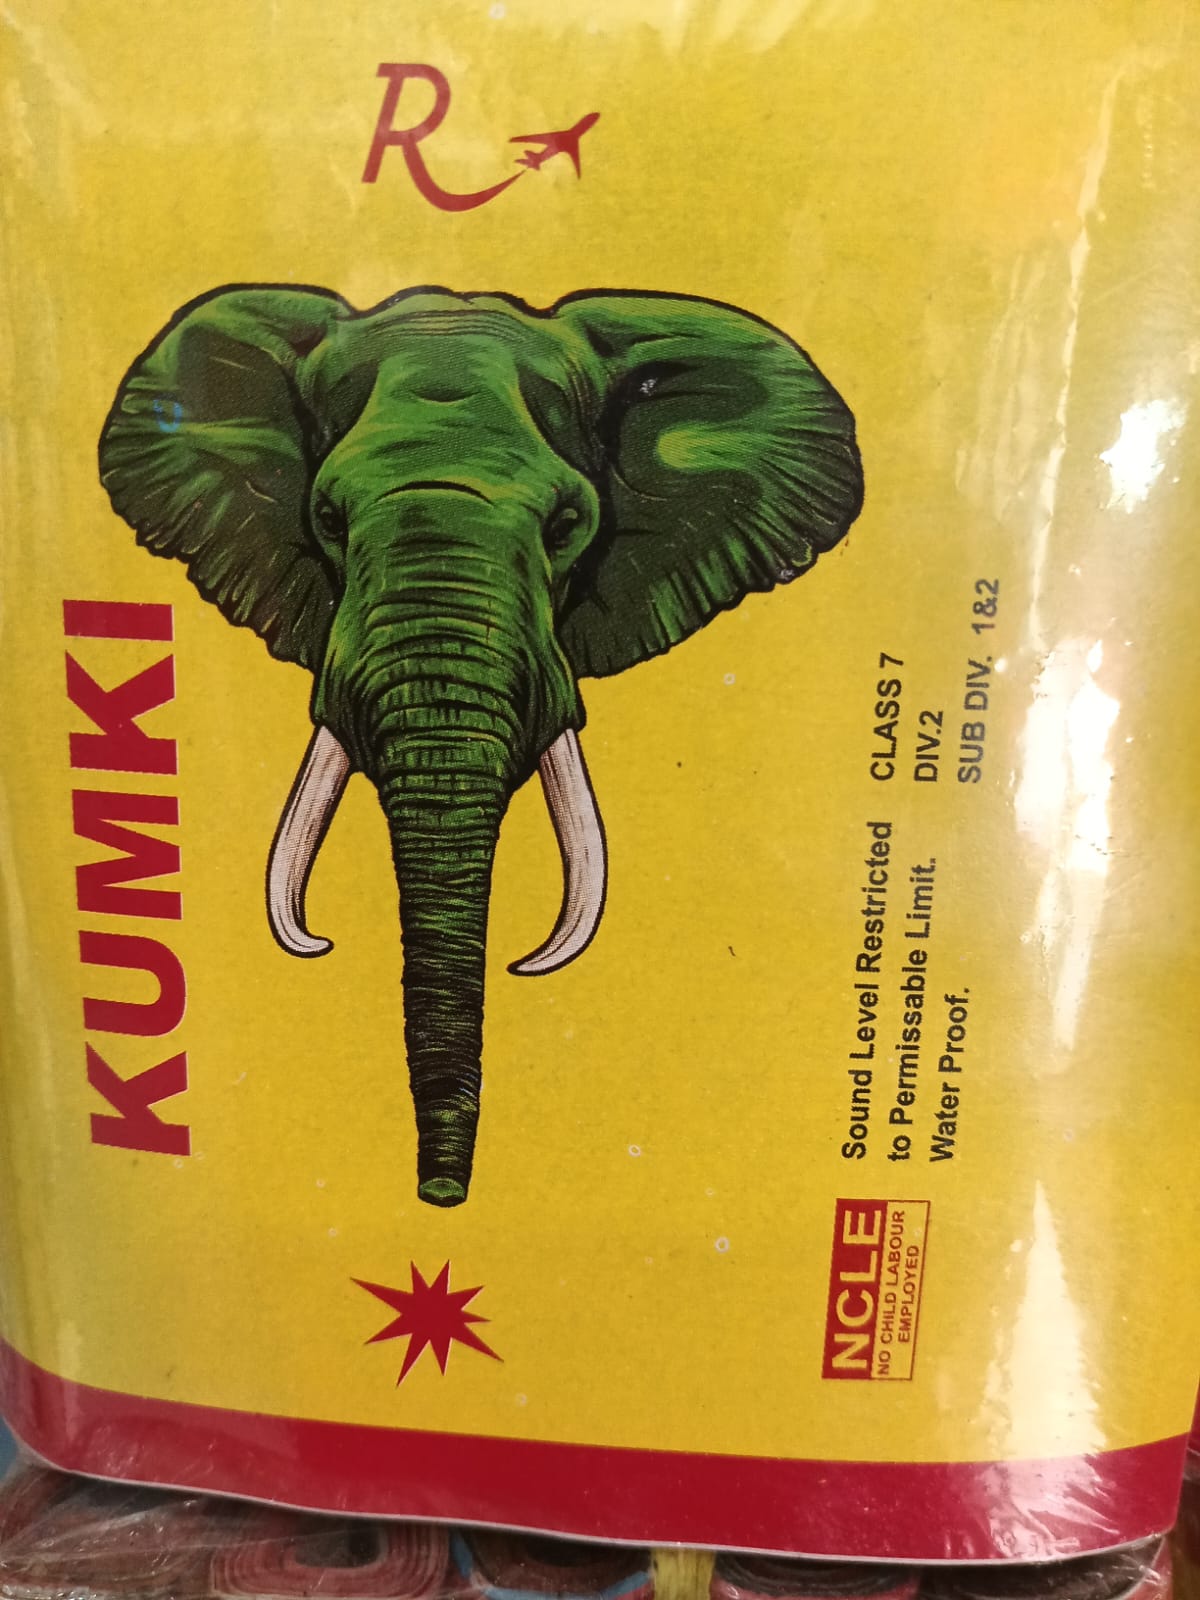 R
KUMKI
Sound Level Restricted
to Permissable Limit.
Water Proof.
CLASS 7
DIV.2
SUB DIV. 1&2
NCLE
NO CHILD LABOUR
EMPLOYED